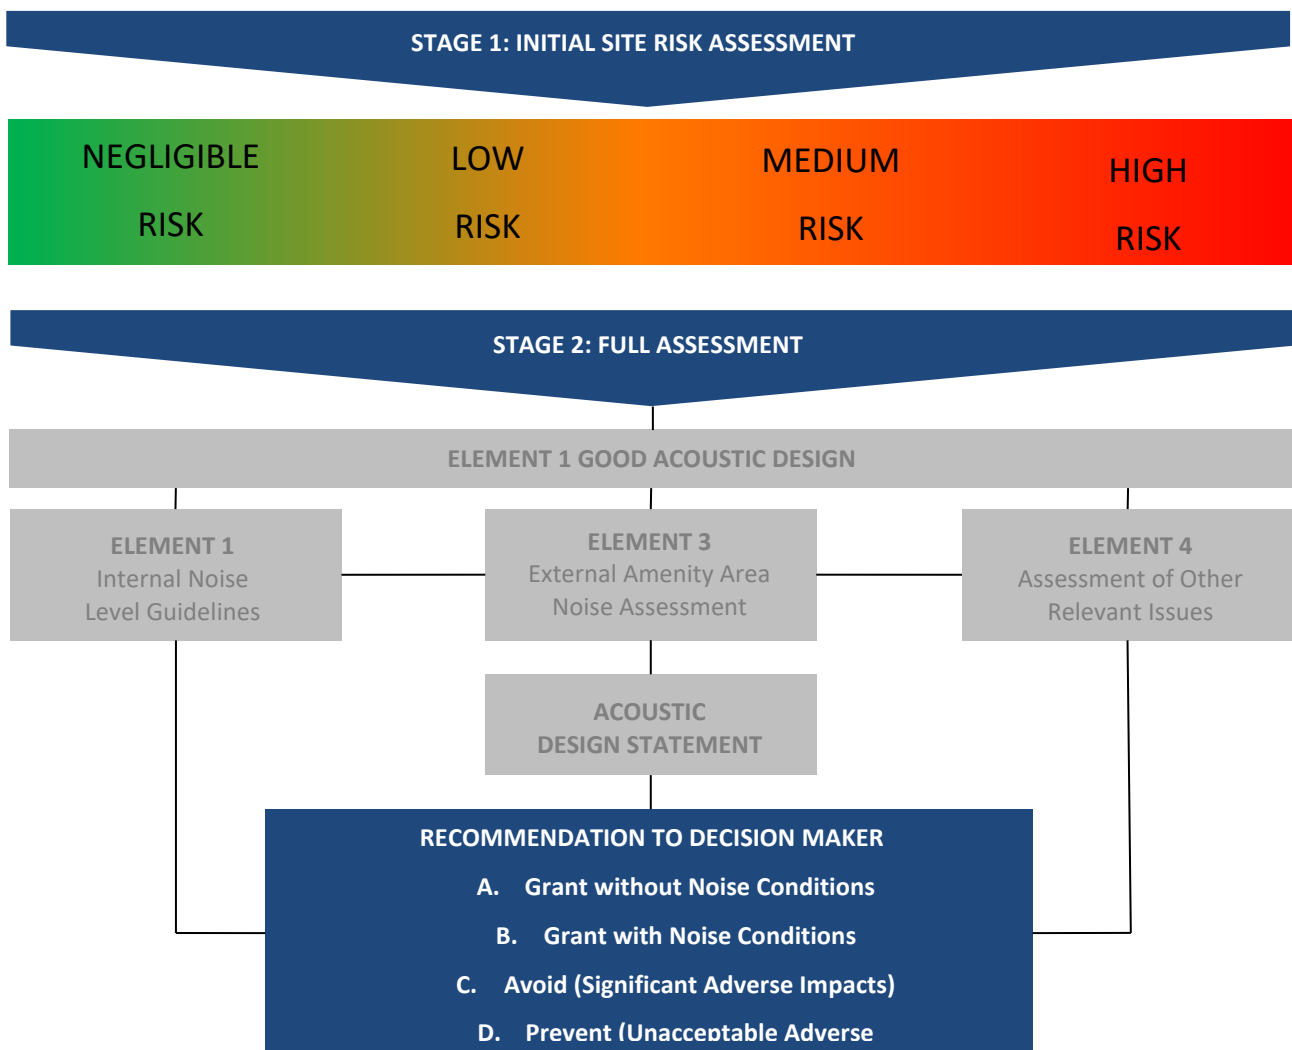 STAGE 1: INITIAL SITE RISK ASSESSMENT
NEGLIGIBLE
RISK
LOW
RISK
MEDIUM
RISK
HIGH
RISK
STAGE 2: FULL ASSESSMENT
ELEMENT 1 GOOD ACOUSTIC DESIGN
ELEMENT 1
Internal Noise
Level Guidelines
ELEMENT 3
External Amenity Area
Noise Assessment
ELEMENT 4
Assessment of Other
Relevant Issues
ACOUSTIC
DESIGN STATEMENT
RECOMMENDATION TO DECISION MAKER
A. Grant without Noise Conditions
B. Grant with Noise Conditions
C. Avoid (Significant Adverse Impacts)
D. Prevent (Unacceptable Adverse